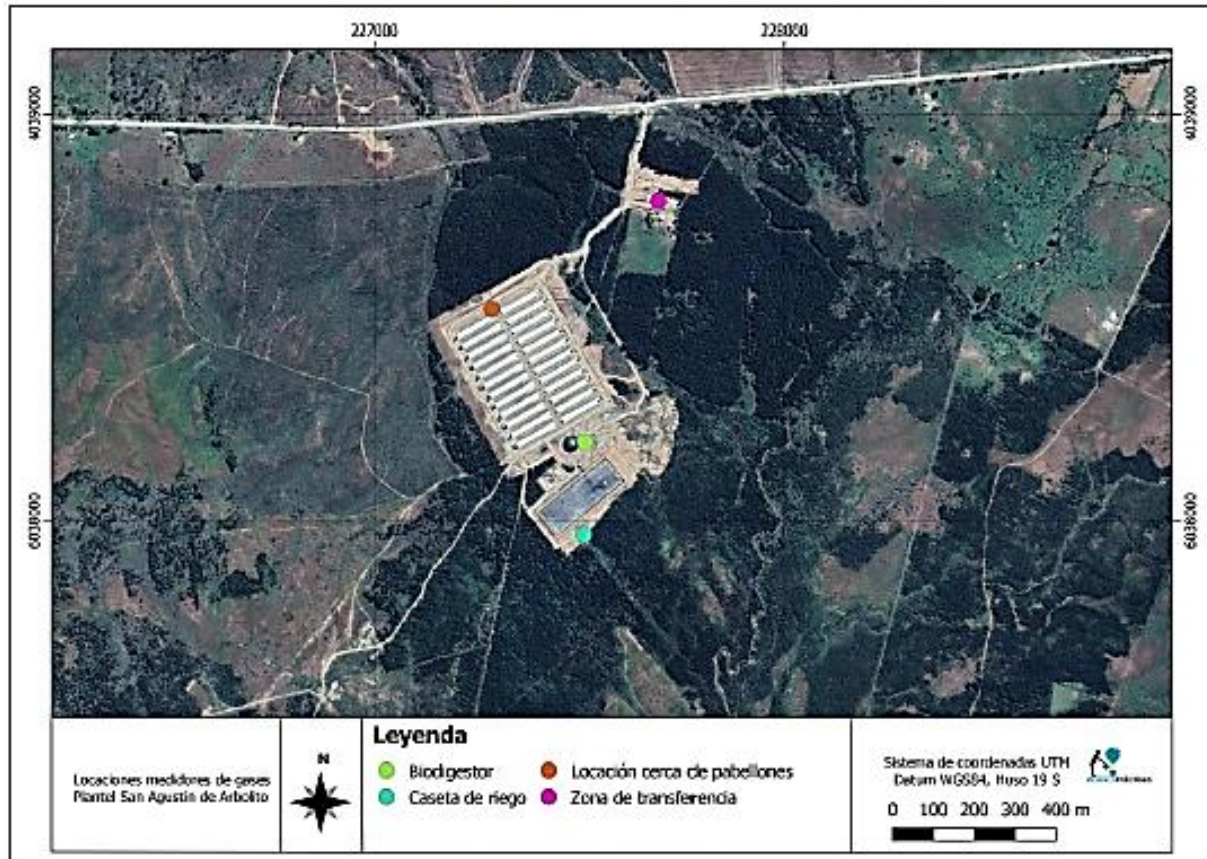 227000
228000
4039000
4039000
6038000
6038000
Locaciones medidores de gases
Plantel San Agustín de Arbolito
N
Leyenda
Biodigestor
Locación cerca de pabellones
Caseta de riego
Zona de transferencia
Sistema de coordenadas UTM
Datum WGS84, Huso 19 S
0 100 200 300 400 m